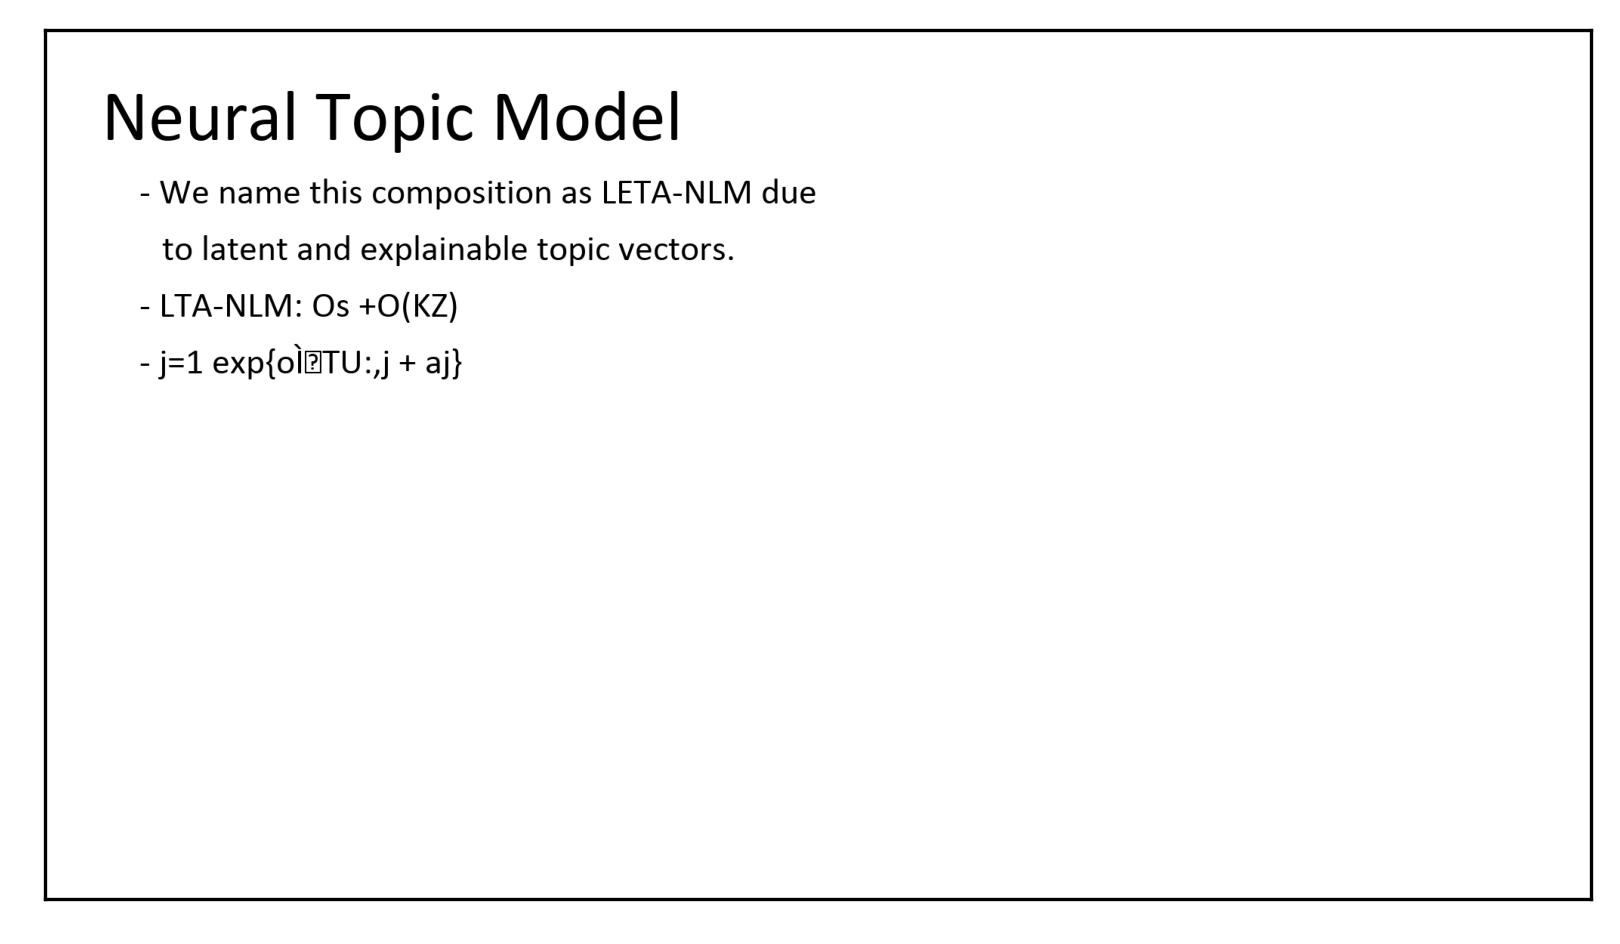 Neural Topic Model
- We name this composition as LETA-NLM due
to latent and explainable topic vectors.
- LTA-NLM: Os +O(KZ)
- j=1 exp{oÌ�TU:,j + aj}